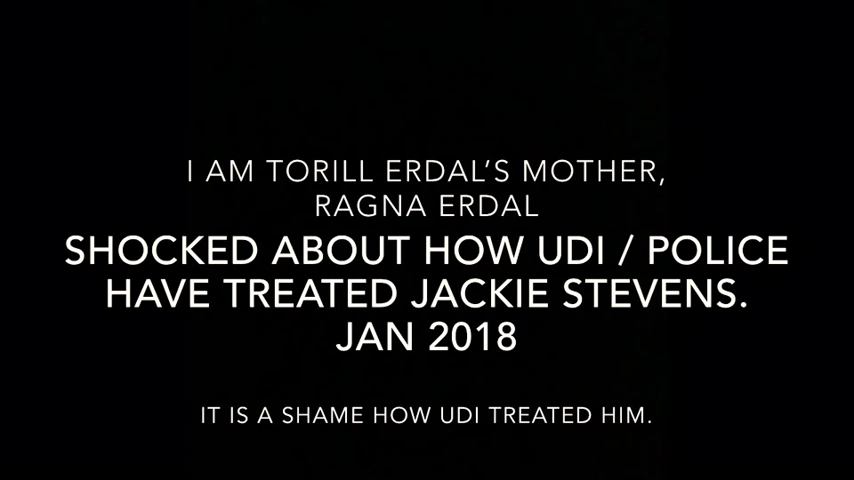 I AM TORILL ERDAL’S MOTHER,
RAGNA ERDAL
SHOCKED ABOUT HOW UDI / POLICE
HAVE TREATED JACKIE STEVENS.
JAN 2018
IT IS A SHAME HOW UDI TREATED HIM.